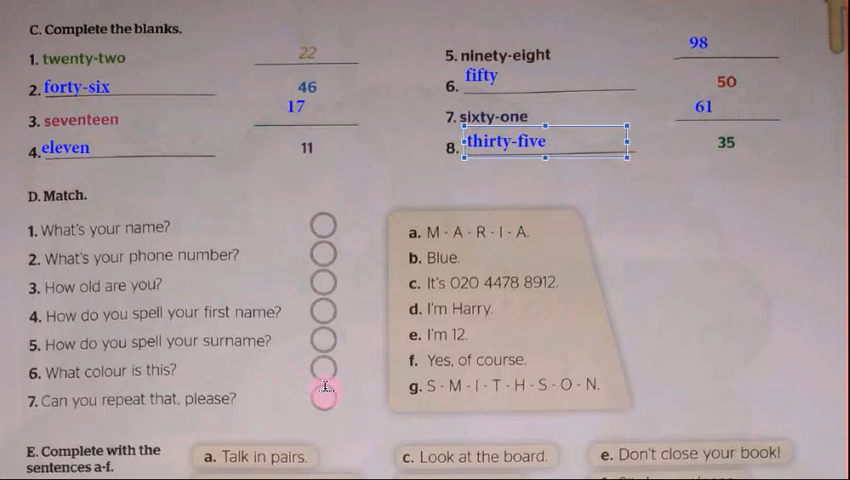 C. Complete the blanks.
1. twenty-two 22
2. forty-six 46
3. seventeen 17
4. eleven 11
5. ninety-eight 98
6. fifty 50
7. sixty-one 61
8. thirty-five 35
D. Match.
1. What's your name?
2. What's your phone number?
3. How old are you?
4. How do you spell your first name?
5. How do you spell your surname?
6. What colour is this?
7. Can you repeat that, please?
a. M - A - R - I - A.
b. Blue.
c. It's 020 4478 8912.
d. I'm Harry.
e. I'm 12.
f. Yes, of course.
g. S - M - I - T - H - S - O - N.
E. Complete with the
sentences a-f.
a. Talk in pairs.
c. Look at the board.
e. Don't close your book!